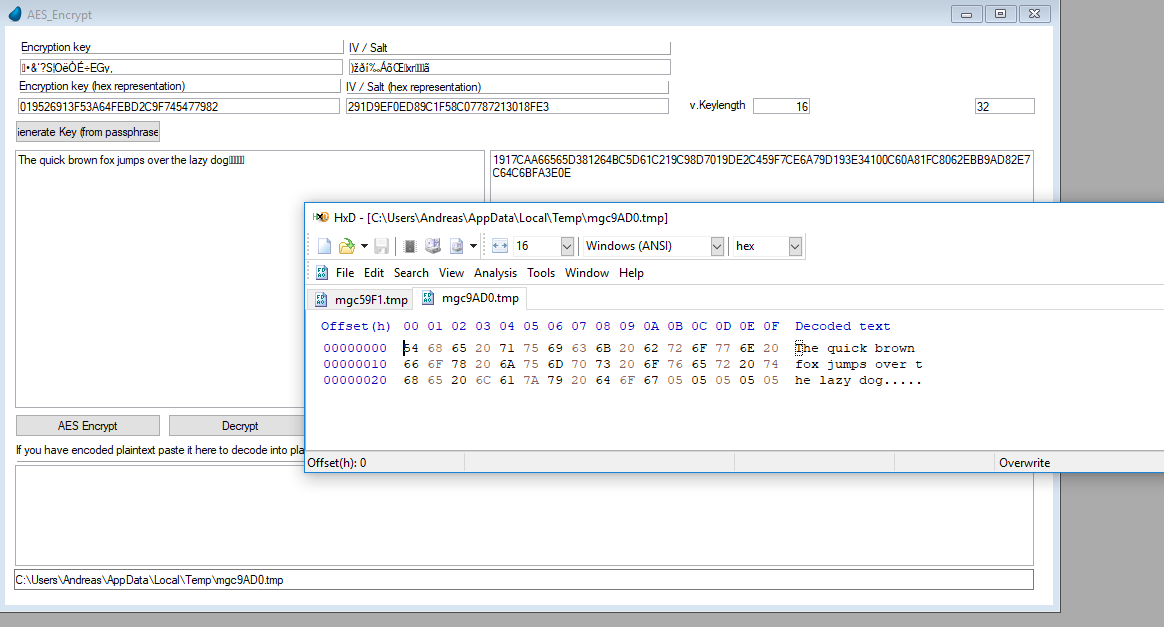 AES_Encrypt
Encryption key
IV / Salt
Encryption key (hex representation)
IV / Salt (hex representation)
019526913F53A64FEBD2C9F745477982
291D9EF0ED89C1F58C07787213018FE3
v.Keylength
16
32
enerate Key (from passphrase
The quick brown fox jumps over the lazy dog
1917CAA66565D381264BC5D61C219C98D7019DE2C459F7CE6A79D193E34100C60A81FC8062EBB9AD82E7
C64C6BFA3E0E
HxD - [C:\Users\Andreas\AppData\Local\Temp\mgc9AD0.tmp]
16
Windows (ANSI)
hex
File Edit Search View Analysis Tools Window Help
mgc59F1.tmp
mgc9AD0.tmp
Offset(h) 00 01 02 03 04 05 06 07 08 09 0A 0B 0C 0D 0E 0F Decoded text
00000000 54 68 65 20 71 75 69 63 6B 20 62 72 6F 77 6E 20 The quick brown
00000010 66 6F 78 20 6A 75 6D 70 73 20 6F 76 65 72 20 74 fox jumps over t
00000020 68 65 20 6C 61 7A 79 20 64 6F 67 05 05 05 05 05 he lazy dog.....
AES Encrypt
Decrypt
If you have encoded plaintext paste it here to decode into pla
Offset(h): 0
Overwrite
C:\Users\Andreas\AppData\Local\Temp\mgc9AD0.tmp